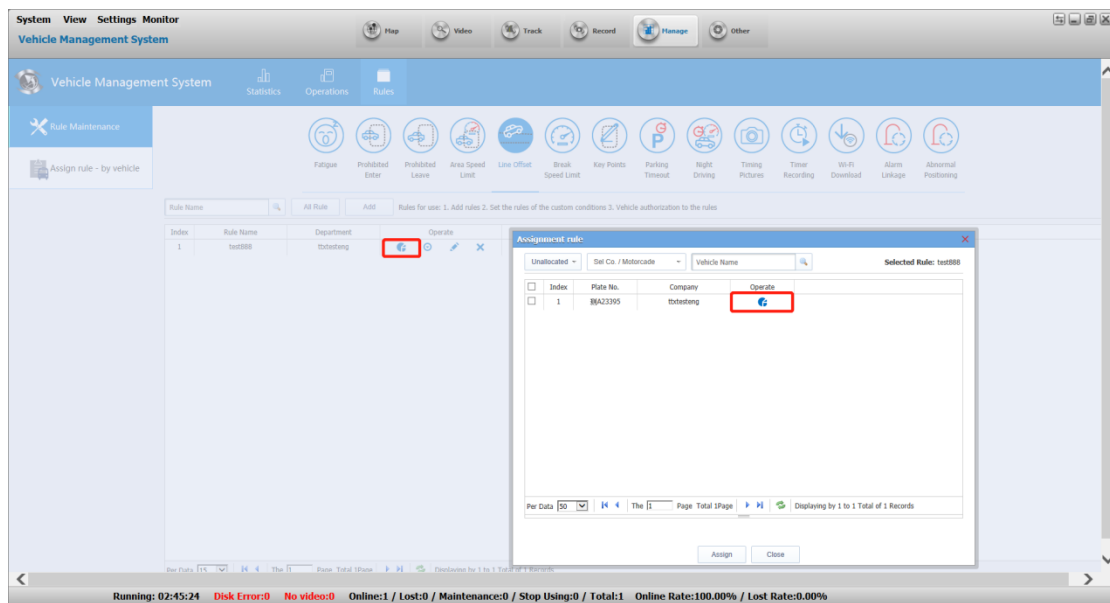 System View Settings Monitor
Vehicle Management System
Map Video Track Record Manage Other
Vehicle Management System
Statistics Operations Rules
Rule Maintenance
Assign rule - by vehicle
Fatigue Prohibited Enter Prohibited Leave Area Speed Limit Line Offset Break Speed Limit Key Points Parking Timeout Night Driving Timing Pictures Timer Recording Wi-Fi Download Alarm Linkage Abnormal Positioning
Rule Name All Rule Add Rules for use: 1. Add rules 2. Set the rules of the custom conditions 3. Vehicle authorization to the rules
Index Rule Name Department Operate
1 test888 ttxtesteng
Assignment rule
Unallocated Sel Co. / Motorcade Vehicle Name Selected Rule: test888
Index Plate No. Company Operate
1 A23395 ttxtesteng
Per Data 50 The 1 Page Total 1Page Displaying by 1 to 1 Total of 1 Records
Assign Close
Per Data 15 The 1 Page Total 1Page Displaying by 1 to 1 Total of 1 Records
Running: 02:45:24 Disk Error:0 No video:0 Online:1 / Lost:0 / Maintenance:0 / Stop Using:0 / Total:1 Online Rate:100.00% / Lost Rate:0.00%